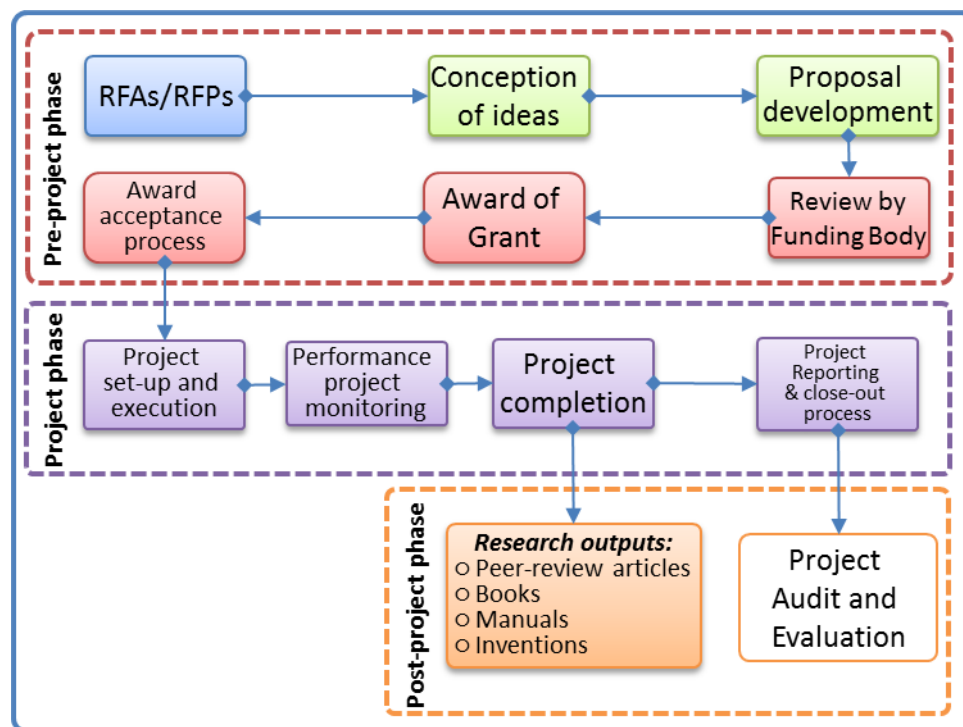 Pre-project phase
RFAs/RFPs
Conception
of ideas
Proposal
development
Award
acceptance
process
Award of
Grant
Review by
Funding Body
Project phase
Project
set-up and
execution
Performance
project
monitoring
Project
completion
Project
Reporting
& close-out
process
Post-project phase
Research outputs:
○ Peer-review articles
○ Books
○ Manuals
○ Inventions
Project
Audit and
Evaluation